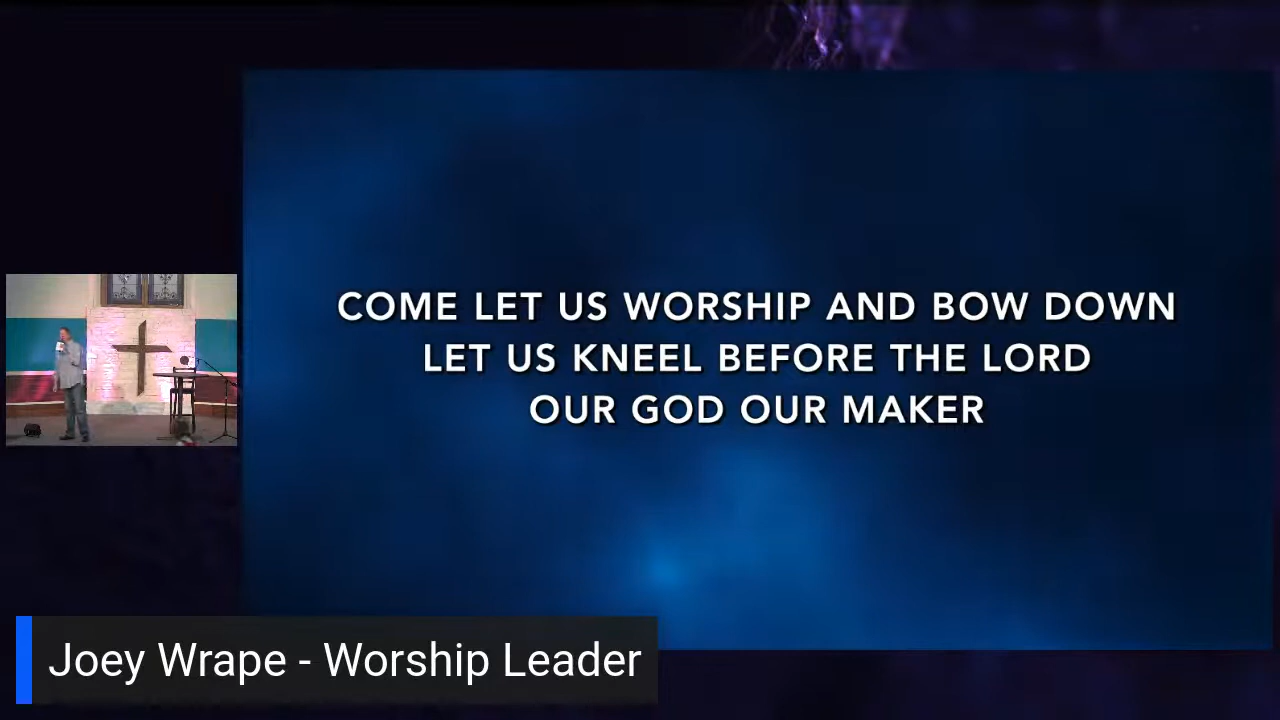 COME LET US WORSHIP AND BOW DOWN
LET US KNEEL BEFORE THE LORD
OUR GOD OUR MAKER
Joey Wrape - Worship Leader